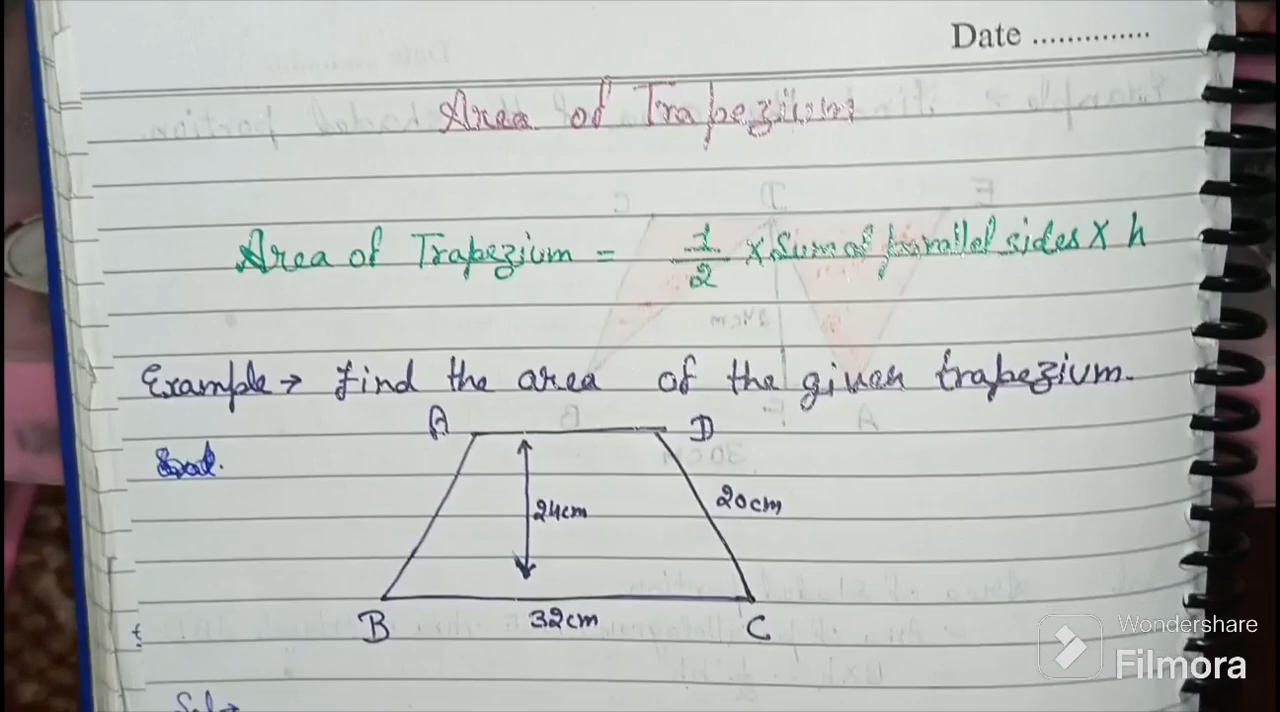 Date ..............
Area of Trapezium
Area of Trapezium = 1/2 × Sum of parallel sides × h
Example → find the area of the given trapezium.
A D
Sol.
24cm 20cm
32cm
B C
Sol →
Wondershare
Filmora